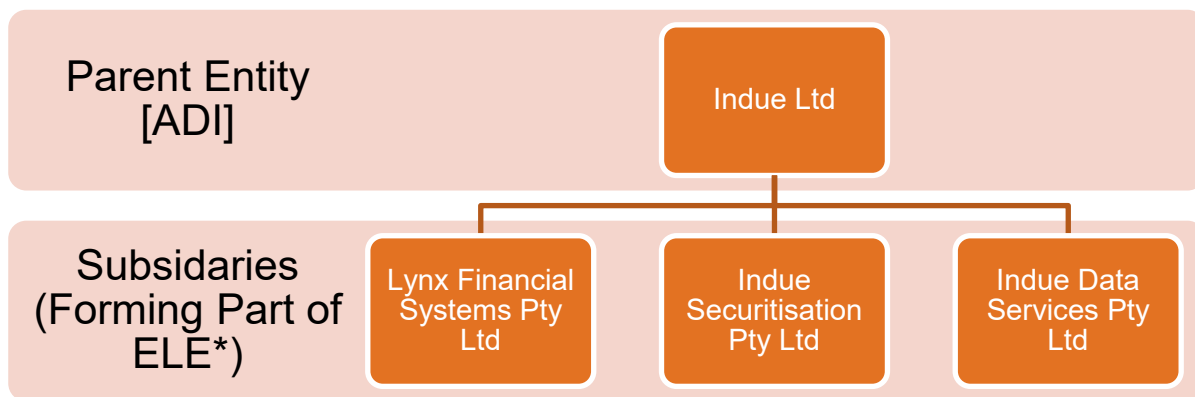 Parent Entity
[ADI]
Indue Ltd
Subsidaries
(Forming Part of
ELE*)
Lynx Financial
Systems Pty
Ltd
Indue
Securitisation
Pty Ltd
Indue Data
Services Pty
Ltd